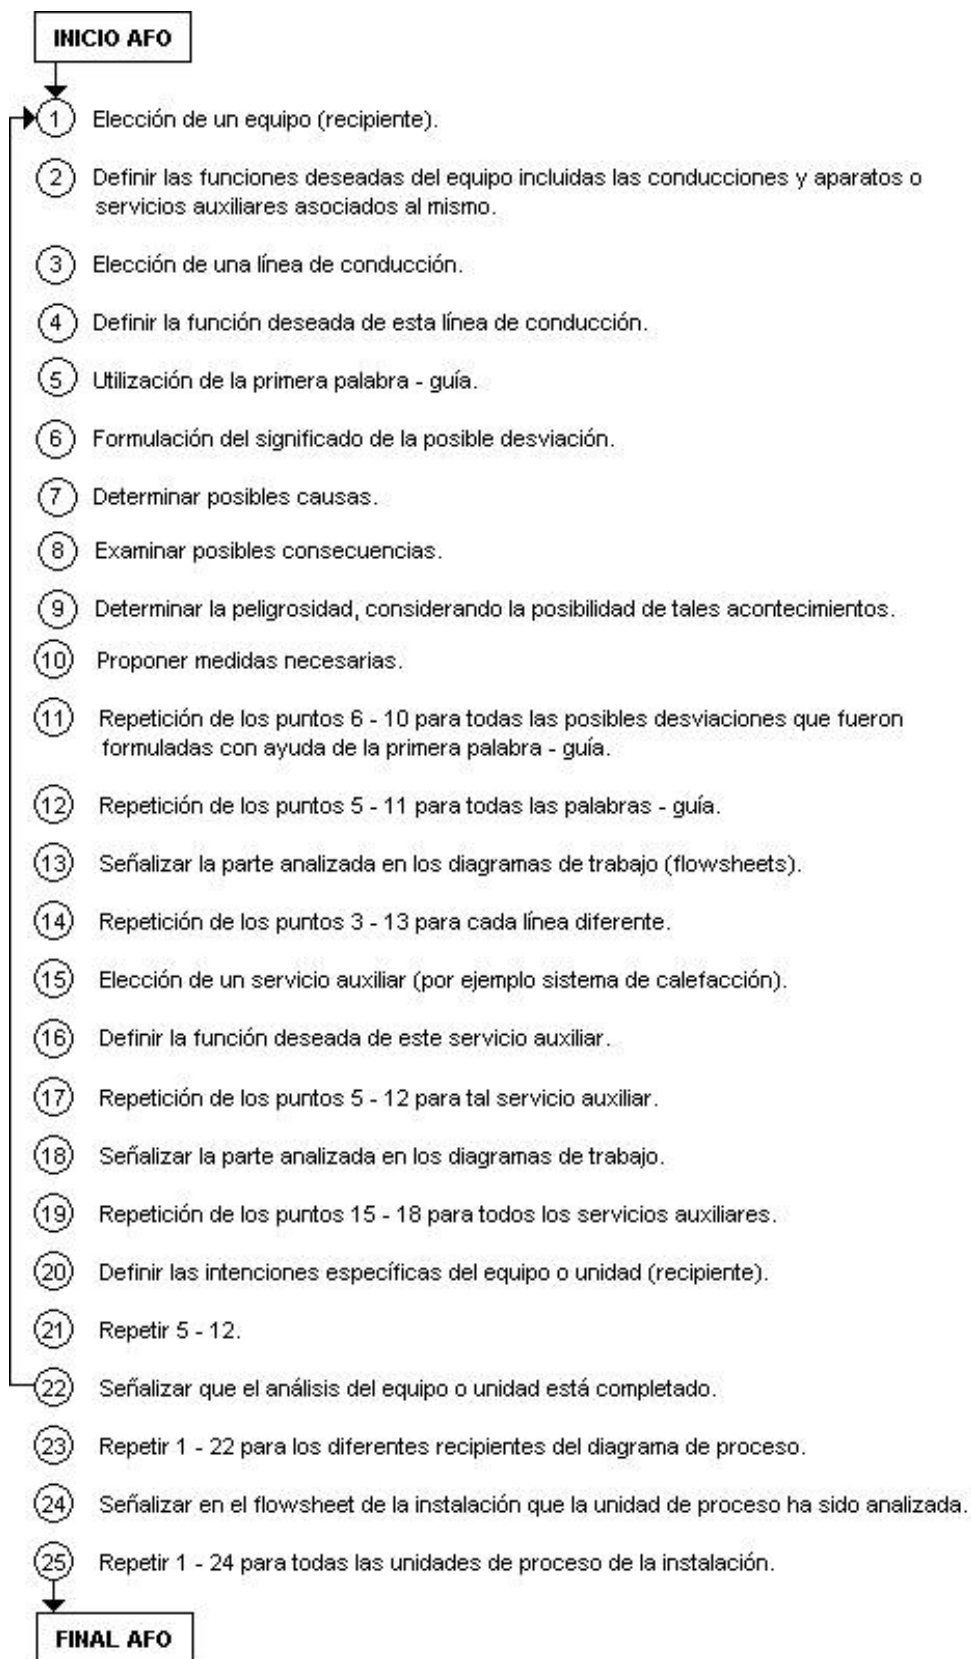 INICIO AFO
1 Elección de un equipo (recipiente).
2 Definir las funciones deseadas del equipo incluidas las conducciones y aparatos o
servicios auxiliares asociados al mismo.
3 Elección de una línea de conducción.
4 Definir la función deseada de esta línea de conducción.
5 Utilización de la primera palabra - guía.
6 Formulación del significado de la posible desviación.
7 Determinar posibles causas.
8 Examinar posibles consecuencias.
9 Determinar la peligrosidad, considerando la posibilidad de tales acontecimientos.
10 Proponer medidas necesarias.
11 Repetición de los puntos 6 - 10 para todas las posibles desviaciones que fueron
formuladas con ayuda de la primera palabra - guía.
12 Repetición de los puntos 5 - 11 para todas las palabras - guía.
13 Señalizar la parte analizada en los diagramas de trabajo (flowsheets).
14 Repetición de los puntos 3 - 13 para cada línea diferente.
15 Elección de un servicio auxiliar (por ejemplo sistema de calefacción).
16 Definir la función deseada de este servicio auxiliar.
17 Repetición de los puntos 5 - 12 para tal servicio auxiliar.
18 Señalizar la parte analizada en los diagramas de trabajo.
19 Repetición de los puntos 15 - 18 para todos los servicios auxiliares.
20 Definir las intenciones específicas del equipo o unidad (recipiente).
21 Repetir 5 - 12.
22 Señalizar que el análisis del equipo o unidad está completado.
23 Repetir 1 - 22 para los diferentes recipientes del diagrama de proceso.
24 Señalizar en el flowsheet de la instalación que la unidad de proceso ha sido analizada.
25 Repetir 1 - 24 para todas las unidades de proceso de la instalación.
FINAL AFO